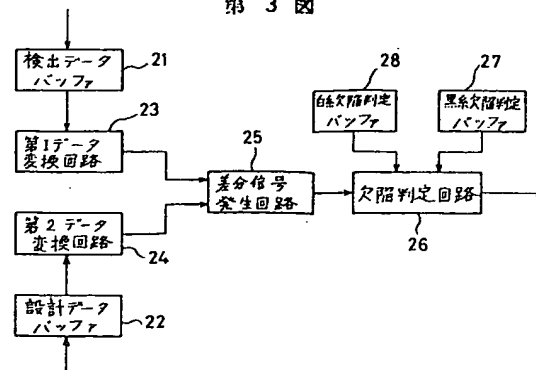 第3図
検出データ
バッファ
21
23
第1データ
変換回路
25
差分信号
発生回路
28
白系欠陥判定
バッファ
27
黒系欠陥判定
バッファ
欠陥判定回路
26
第2データ
変換回路
24
設計データ
バッファ
22